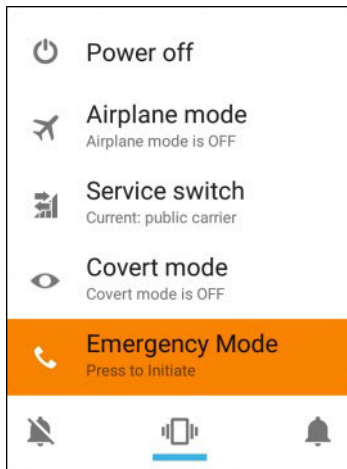 Power off
Airplane mode
Airplane mode is OFF
Service switch
Current: public carrier
Covert mode
Covert mode is OFF
Emergency Mode
Press to Initiate